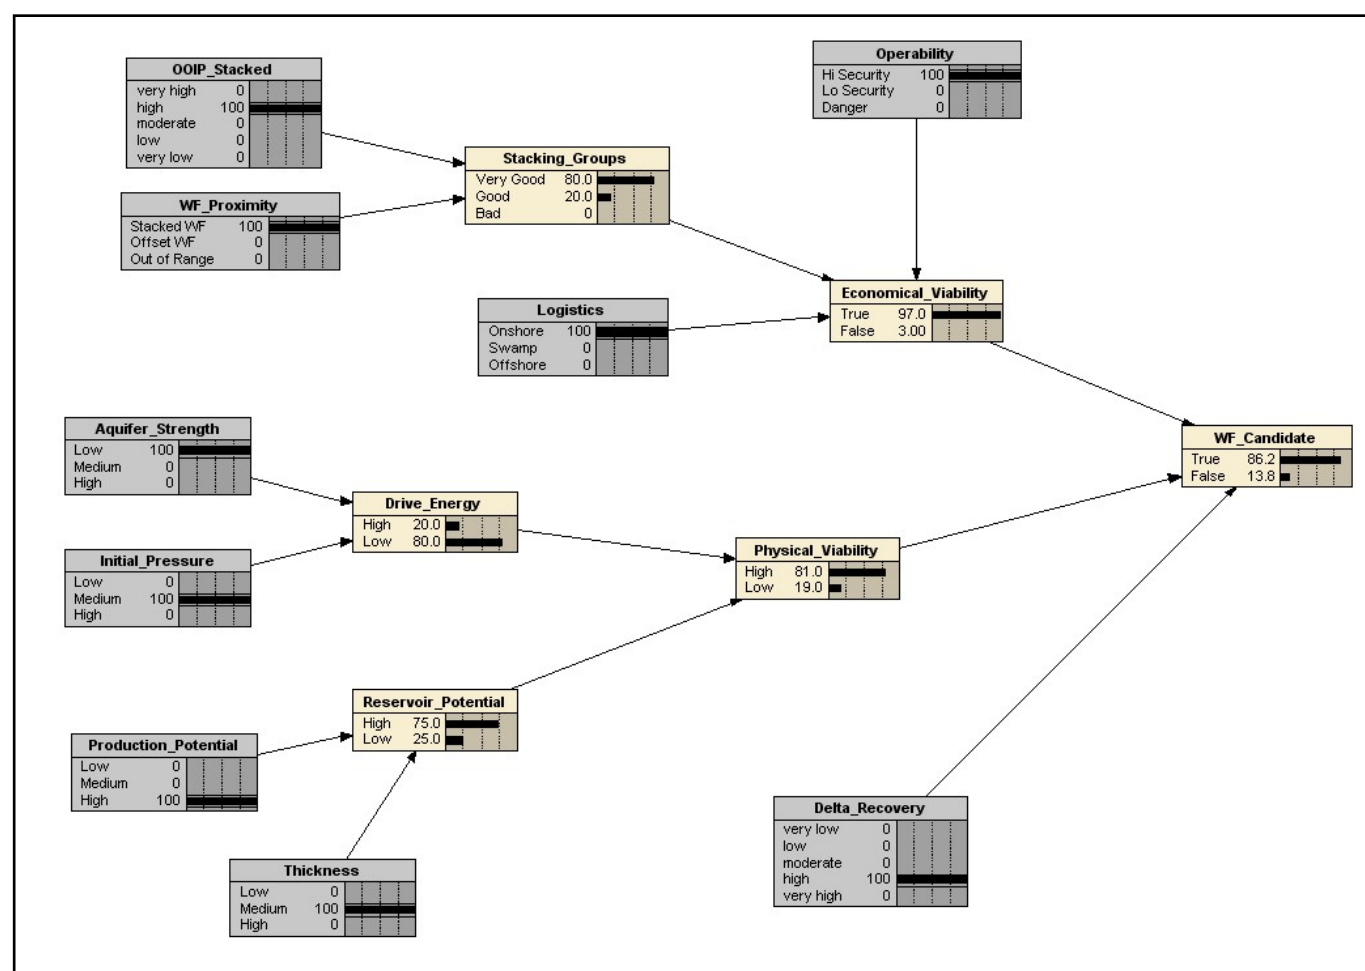 OOIP_Stacked
very high 0
high 100
moderate 0
low 0
very low 0
WF_Proximity
Stacked WF 100
Offset WF 0
Out of Range 0
Stacking_Groups
Very Good 80.0
Good 20.0
Bad 0
Operability
Hi Security 100
Lo Security 0
Danger 0
Logistics
Onshore 100
Swamp 0
Offshore 0
Economical_Viability
True 97.0
False 3.00
Aquifer_Strength
Low 100
Medium 0
High 0
Initial_Pressure
Low 0
Medium 100
High 0
Drive_Energy
High 20.0
Low 80.0
Physical_Viability
High 81.0
Low 19.0
WF_Candidate
True 86.2
False 13.8
Reservoir_Potential
High 75.0
Low 25.0
Production_Potential
Low 0
Medium 0
High 100
Thickness
Low 0
Medium 100
High 0
Delta_Recovery
very low 0
low 0
moderate 0
high 100
very high 0